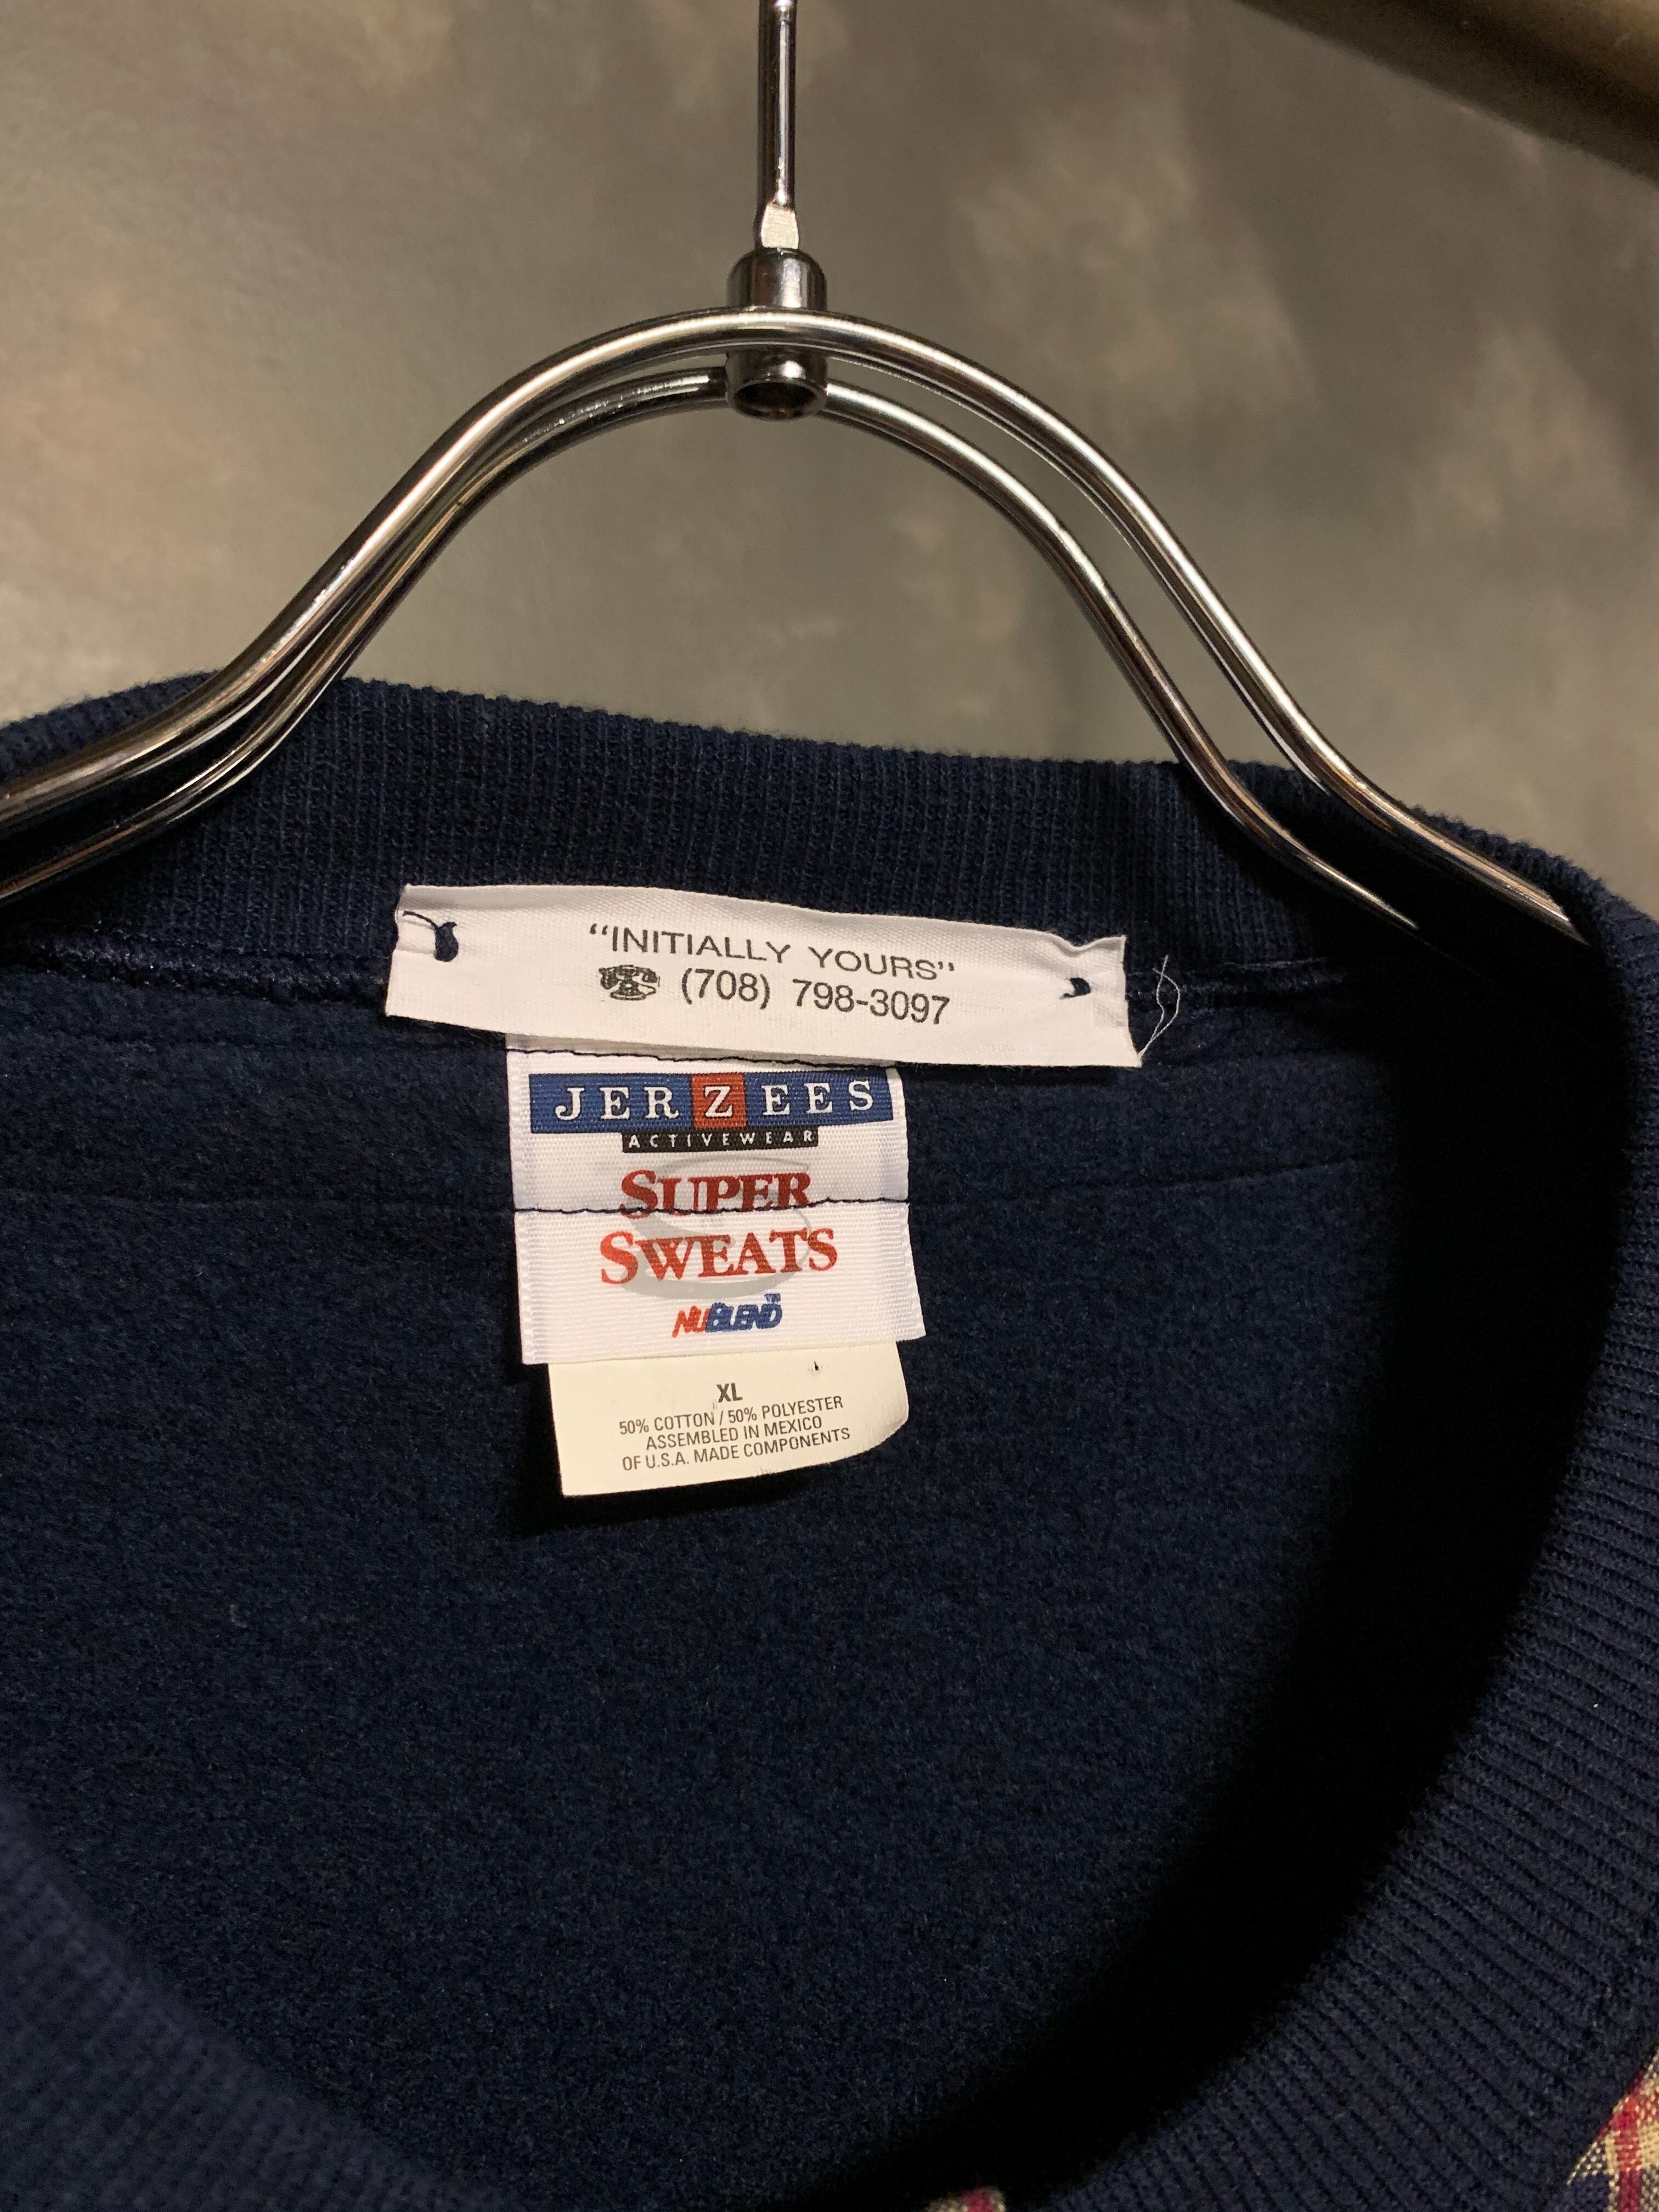 “INITIALLY YOURS”
(708) 798-3097
JERZEES
ACTIVEWEAR
SUPER
SWEATS
NUBLEND™
XL
50% COTTON / 50% POLYESTER
ASSEMBLED IN MEXICO
OF U.S.A. MADE COMPONENTS